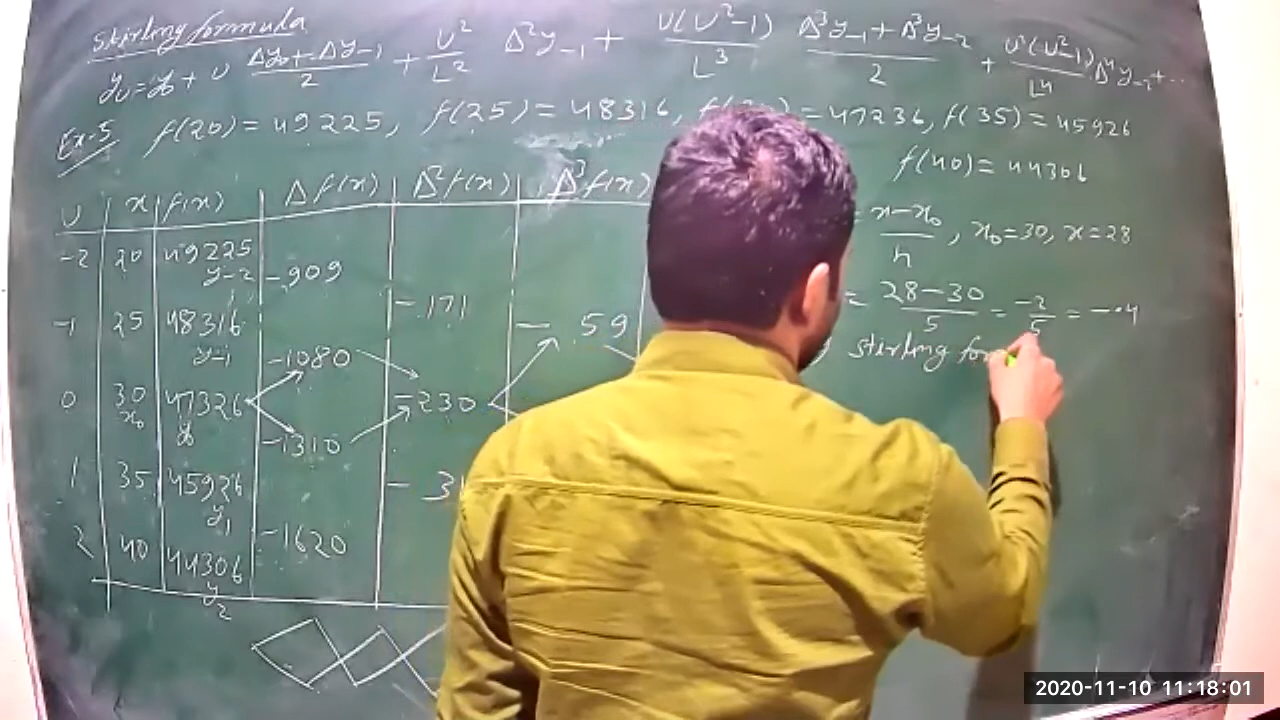 Stirling formula
y_u = y_0 + u (Δy_0 + Δy_-1)/2 + u²/∟2 Δ²y_-1 + u(u²-1)/∟3 (Δ³y_-1 + Δ³y_-2)/2 + u²(u²-1)/∟4 Δ⁴y_-2 + ...
Ex-5 f(20) = 49225, f(25) = 48316, = 47236, f(35) = 45926
f(40) = 44306
u x f(x) Δf(x) Δ²f(x) Δ³f(x)
= (x-x_0)/h, x_0=30, x=28
-2 20 49225
y_-2
-909
= (28-30)/5 = -2/5 = -.4
-171
-1 25 48316
y_-1
-59
stirling
-1080
0 30 47326 -230
x_0 y_0
-1310
1 35 45926
y_1
-3
-1620
2 40 44306
y_2
2020-11-10 11:18:01